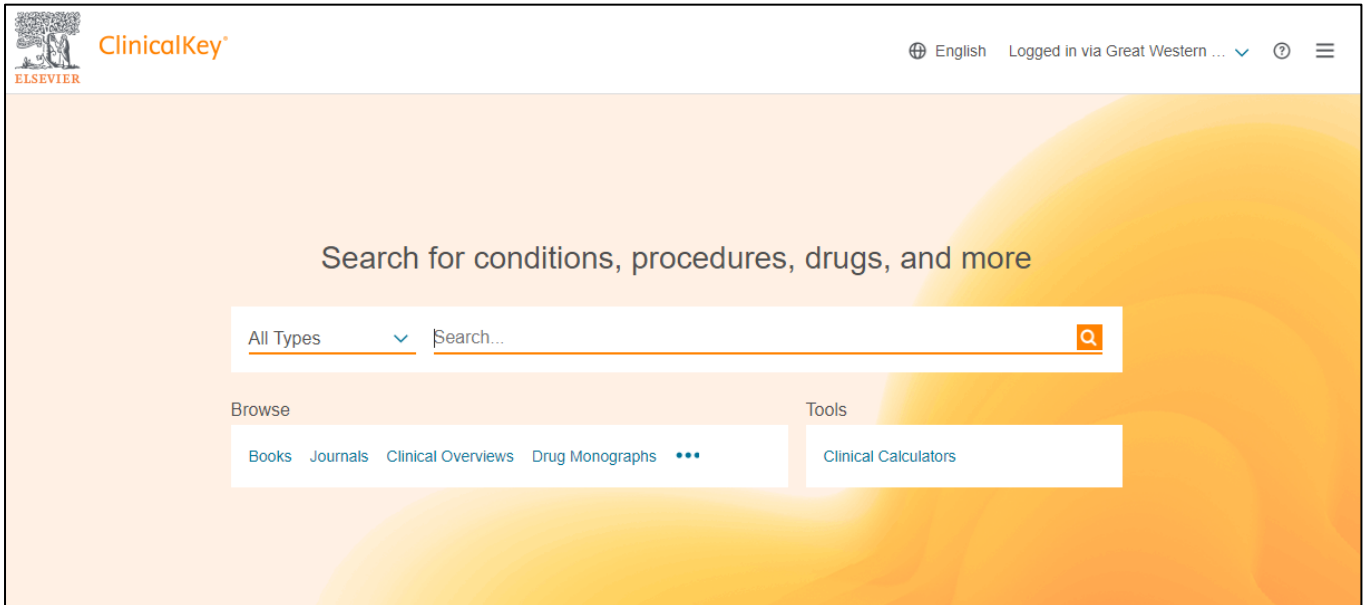 ELSEVIER
ClinicalKey®
English Logged in via Great Western ...
Search for conditions, procedures, drugs, and more
All Types Search...
Browse Tools
Books Journals Clinical Overviews Drug Monographs ••• Clinical Calculators